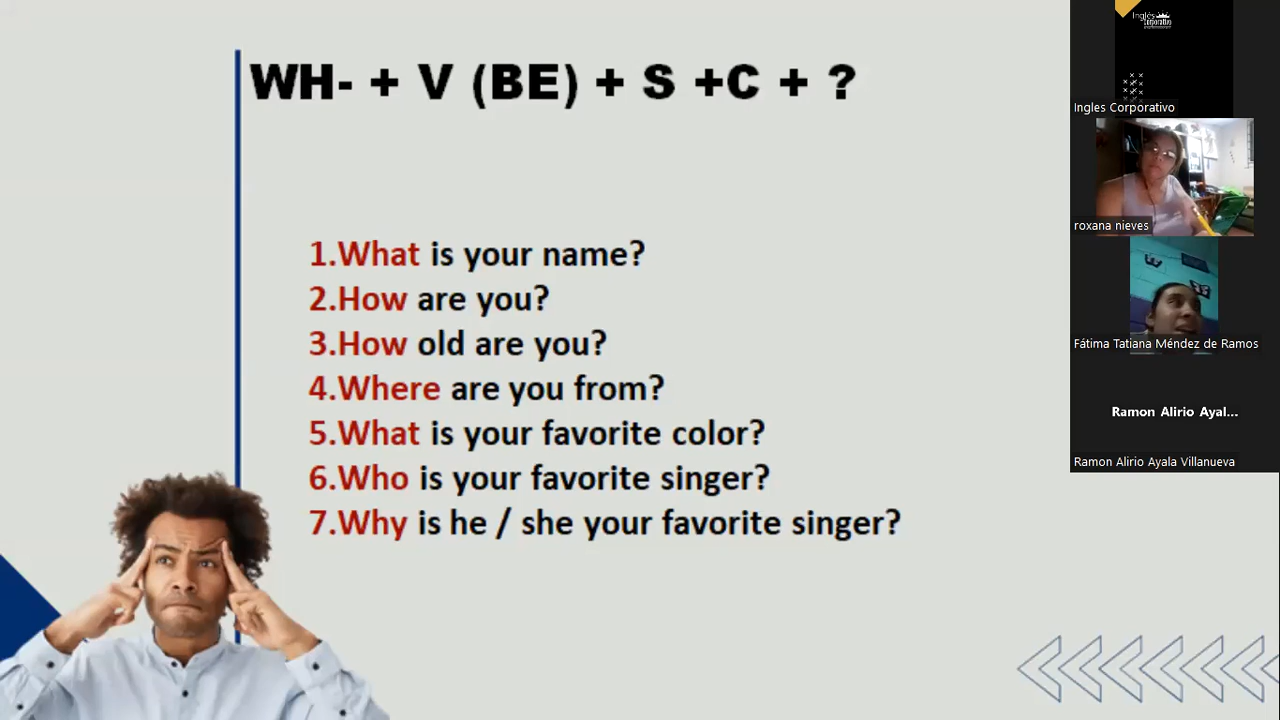 WH- + V (BE) + S +C + ?
1.What is your name?
2.How are you?
3.How old are you?
4.Where are you from?
5.What is your favorite color?
6.Who is your favorite singer?
7.Why is he / she your favorite singer?
Inglés
Corporativo
Ingles Corporativo
roxana nieves
Fátima Tatiana Méndez de Ramos
Ramon Alirio Ayal...
Ramon Alirio Ayala Villanueva